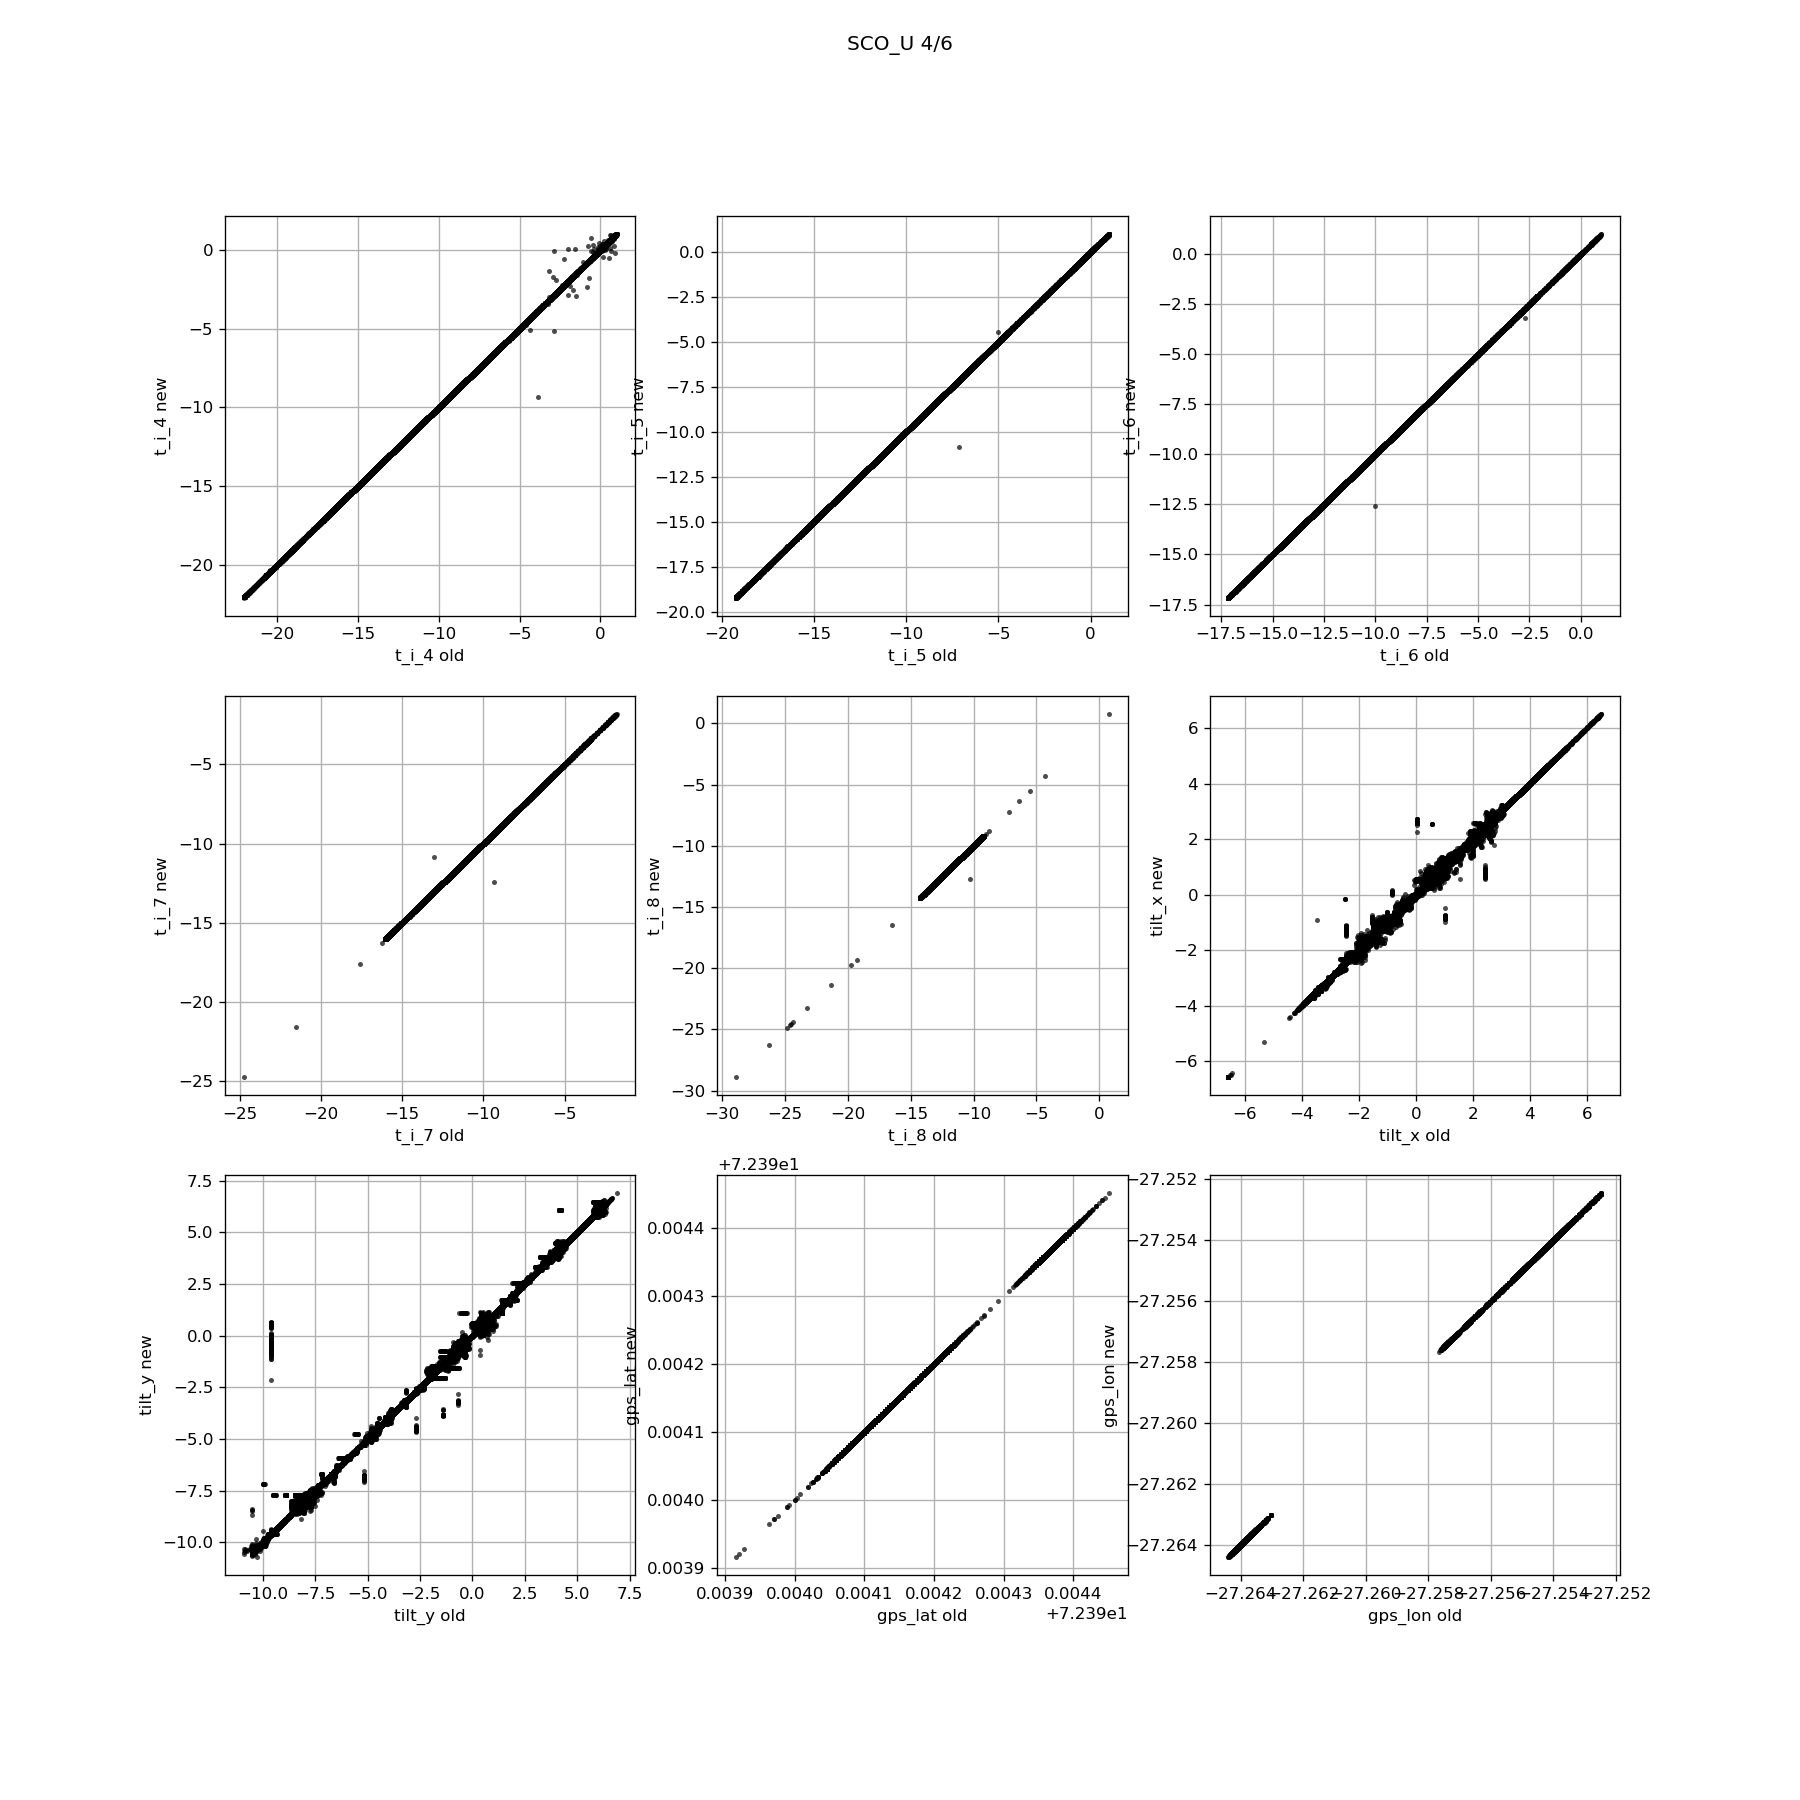 SCO_U 4/6
0
−5
−10
−15
−20
t_i_4 new
−20 −15 −10 −5 0
t_i_4 old
0.0
−2.5
−5.0
−7.5
−10.0
−12.5
−15.0
−17.5
−20.0
t_i_5 new
−20 −15 −10 −5 0
t_i_5 old
0.0
−2.5
−5.0
−7.5
−10.0
−12.5
−15.0
−17.5
t_i_6 new
−17.5 −15.0 −12.5 −10.0 −7.5 −5.0 −2.5 0.0
t_i_6 old
−5
−10
−15
−20
−25
t_i_7 new
−25 −20 −15 −10 −5
t_i_7 old
0
−5
−10
−15
−20
−25
−30
t_i_8 new
−30 −25 −20 −15 −10 −5 0
t_i_8 old
6
4
2
0
−2
−4
−6
tilt_x new
−6 −4 −2 0 2 4 6
tilt_x old
7.5
5.0
2.5
0.0
−2.5
−5.0
−7.5
−10.0
tilt_y new
−10.0 −7.5 −5.0 −2.5 0.0 2.5 5.0 7.5
tilt_y old
+7.239e1
0.0044
0.0043
0.0042
0.0041
0.0040
0.0039
gps_lat new
0.0039 0.0040 0.0041 0.0042 0.0043 0.0044
+7.239e1
gps_lat old
−27.252
−27.254
−27.256
−27.258
−27.260
−27.262
−27.264
gps_lon new
−27.264 −27.262 −27.260 −27.258 −27.256 −27.254 −27.252
gps_lon old